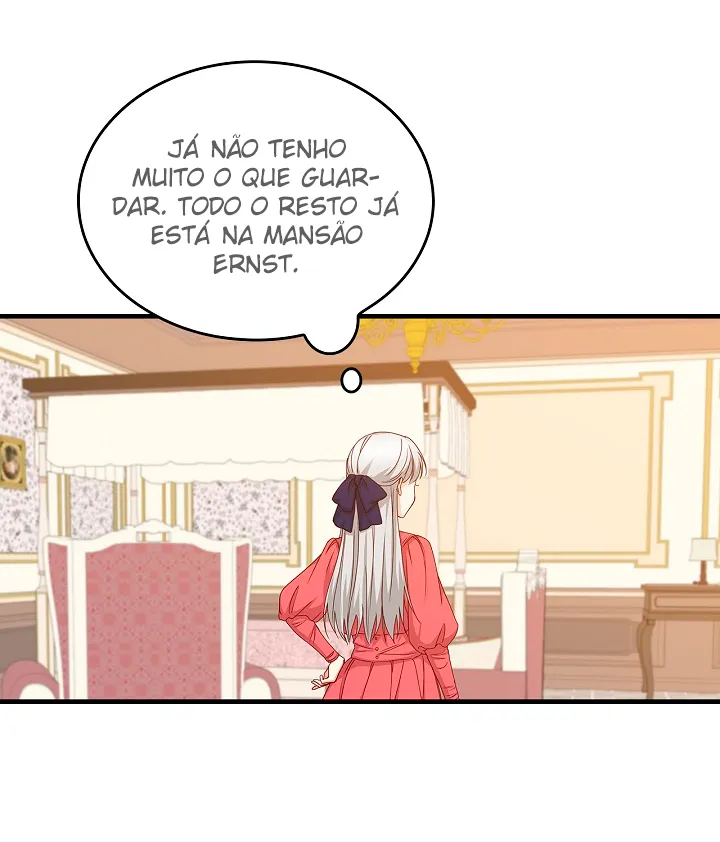 JÁ NÃO TENHO
MUITO O QUE GUAR-
DAR. TODO O RESTO JÁ
ESTÁ NA MANSÃO
ERNST.